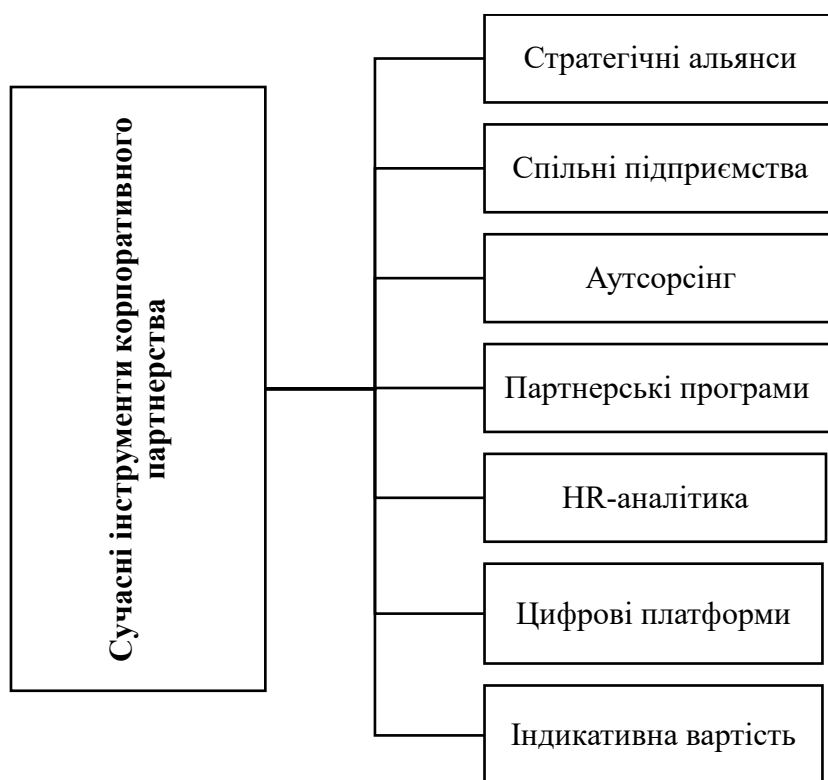 Сучасні інструменти корпоративного
партнерства
Стратегічні альянси
Спільні підприємства
Аутсорсінг
Партнерські програми
HR-аналітика
Цифрові платформи
Індикативна вартість